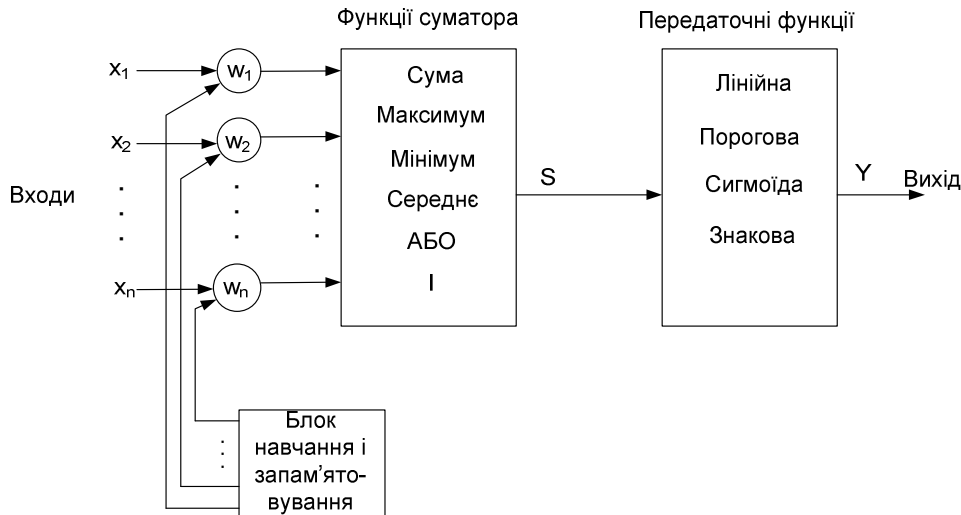 Функції суматора
Передаточні функції
Входи
x1
x2
xn
w1
w2
wn
Сума
Максимум
Мінімум
Середнє
АБО
І
S
Лінійна
Порогова
Сигмоїда
Знакова
Y
Вихід
Блок
навчання і
запам’ято-
вування